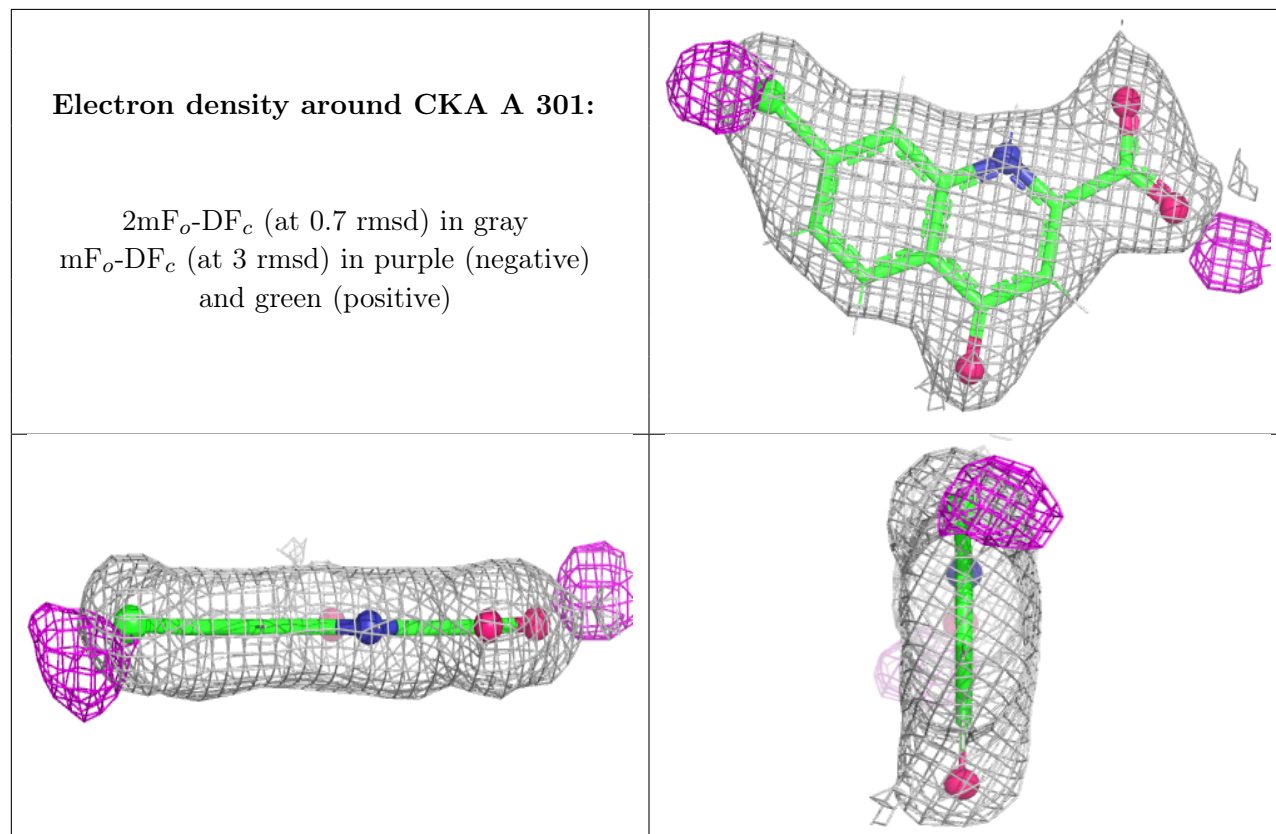 Electron density around CKA A 301:
2mFo-DFc (at 0.7 rmsd) in gray
mFo-DFc (at 3 rmsd) in purple (negative)
and green (positive)